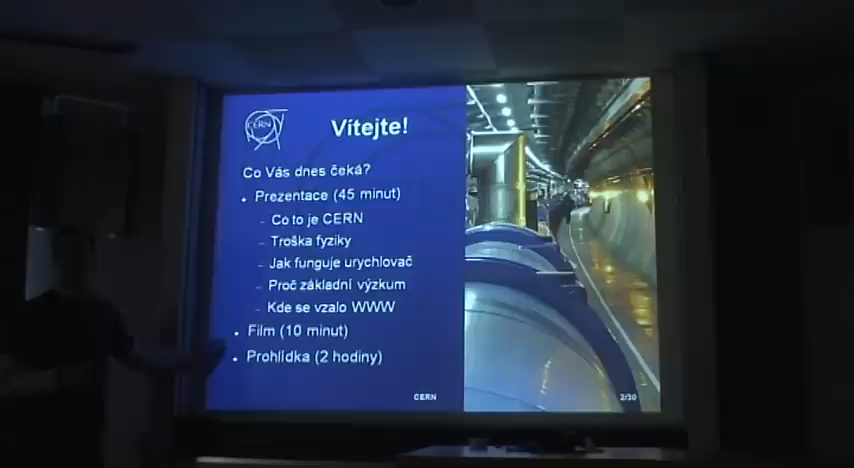 CERN
Vítejte!
Co Vás dnes čeká?
• Prezentace (45 minut)
– Co to je CERN
– Troška fyziky
– Jak funguje urychlovač
– Proč základní výzkum
– Kde se vzalo WWW
• Film (10 minut)
• Prohlídka (2 hodiny)
CERN
2/30